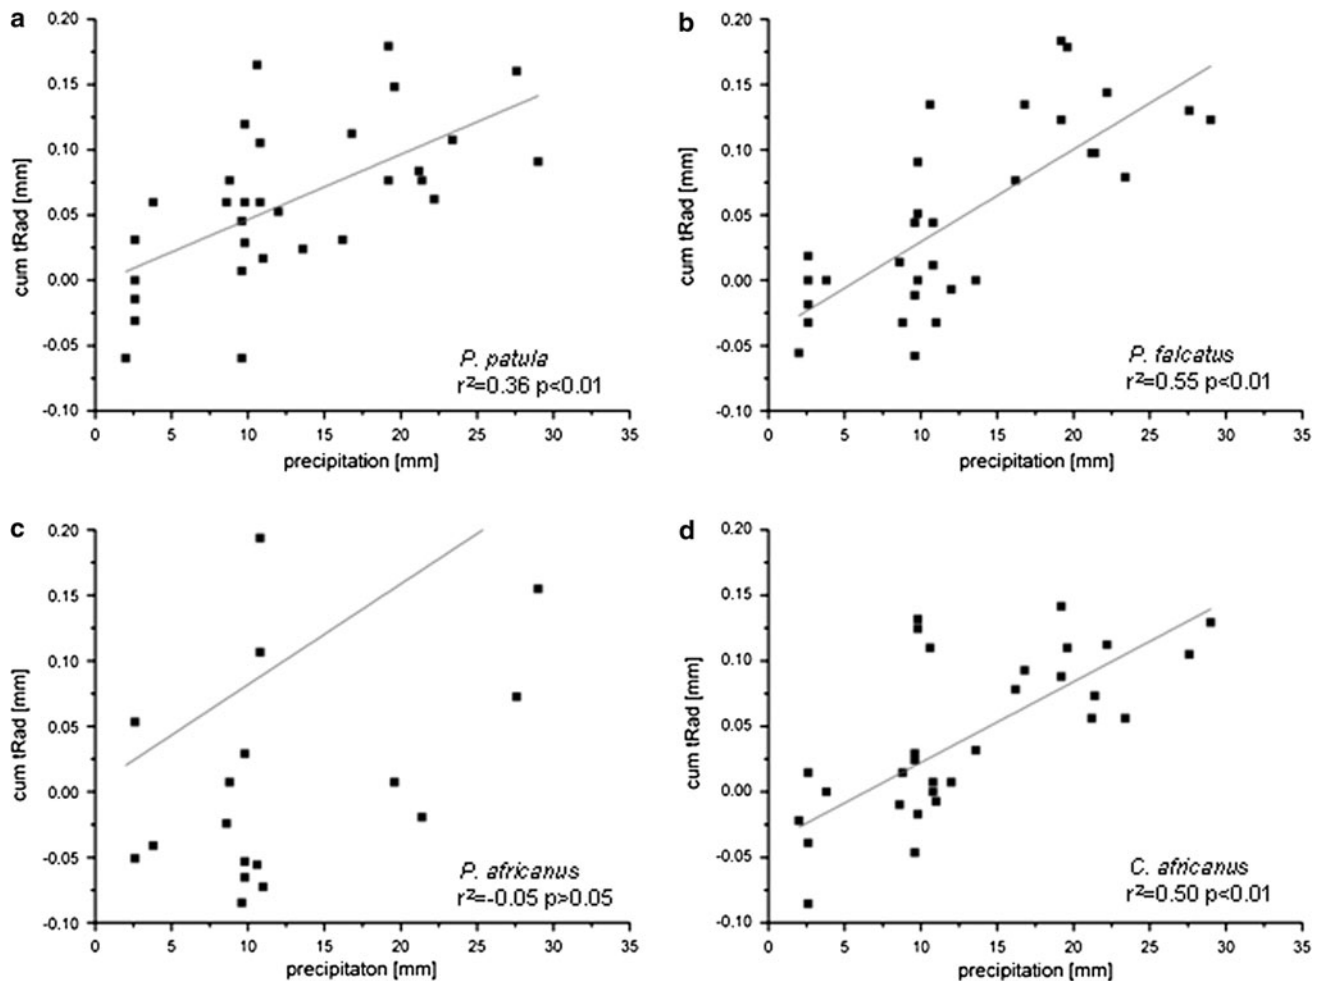 a
0.20
0.15
0.10
0.05
0.00
-0.05
-0.10
cum tRad [mm]
P. patula
r²=0.36 p<0.01
0 5 10 15 20 25 30 35
precipitation [mm]
b
0.20
0.15
0.10
0.05
0.00
-0.05
-0.10
cum tRad [mm]
P. falcatus
r²=0.55 p<0.01
0 5 10 15 20 25 30 35
precipitation [mm]
c
0.20
0.15
0.10
0.05
0.00
-0.05
-0.10
cum tRad [mm]
P. africanus
r²=-0.05 p>0.05
0 5 10 15 20 25 30 35
precipitaton [mm]
d
0.20
0.15
0.10
0.05
0.00
-0.05
-0.10
cum tRad [mm]
C. africanus
r²=0.50 p<0.01
0 5 10 15 20 25 30 35
precipitation [mm]